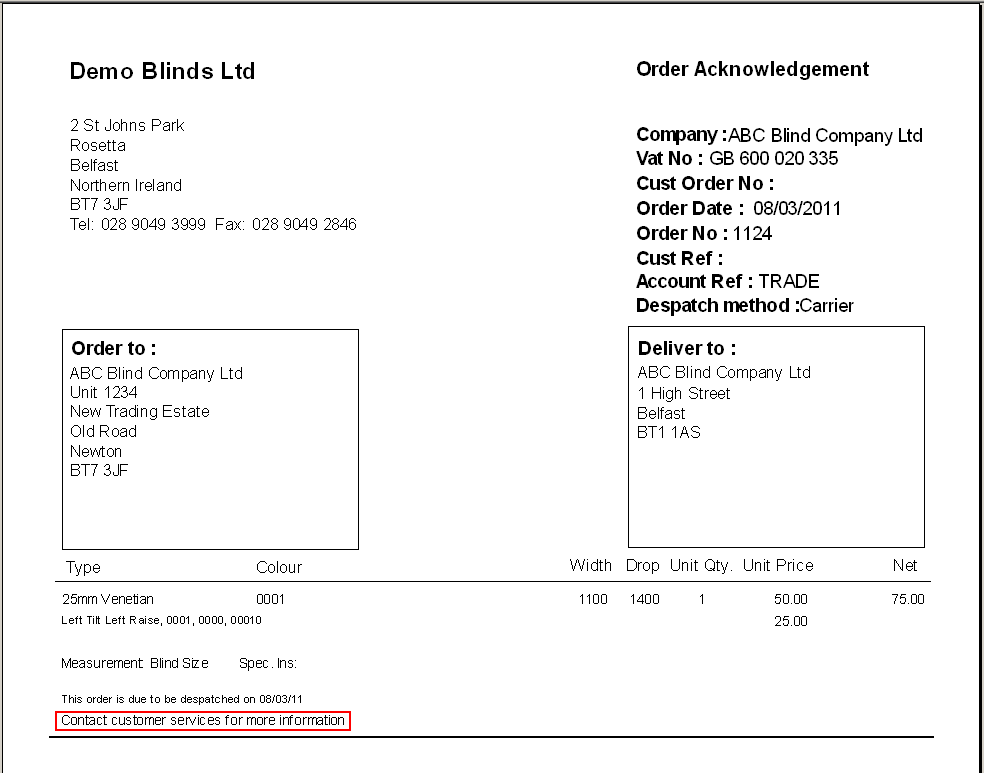 Demo Blinds Ltd
Order Acknowledgement
2 St Johns Park
Rosetta
Belfast
Northern Ireland
BT7 3JF
Tel: 028 9049 3999 Fax: 028 9049 2846
Company :ABC Blind Company Ltd
Vat No : GB 600 020 335
Cust Order No :
Order Date : 08/03/2011
Order No : 1124
Cust Ref :
Account Ref : TRADE
Despatch method :Carrier
Order to :
ABC Blind Company Ltd
Unit 1234
New Trading Estate
Old Road
Newton
BT7 3JF
Deliver to :
ABC Blind Company Ltd
1 High Street
Belfast
BT1 1AS
Type Colour Width Drop Unit Qty. Unit Price Net
25mm Venetian 0001 1100 1400 1 50.00 75.00
Left Tilt Left Raise, 0001, 0000, 00010 25.00
Measurement: Blind Size Spec. Ins:
This order is due to be despatched on 08/03/11
Contact customer services for more information